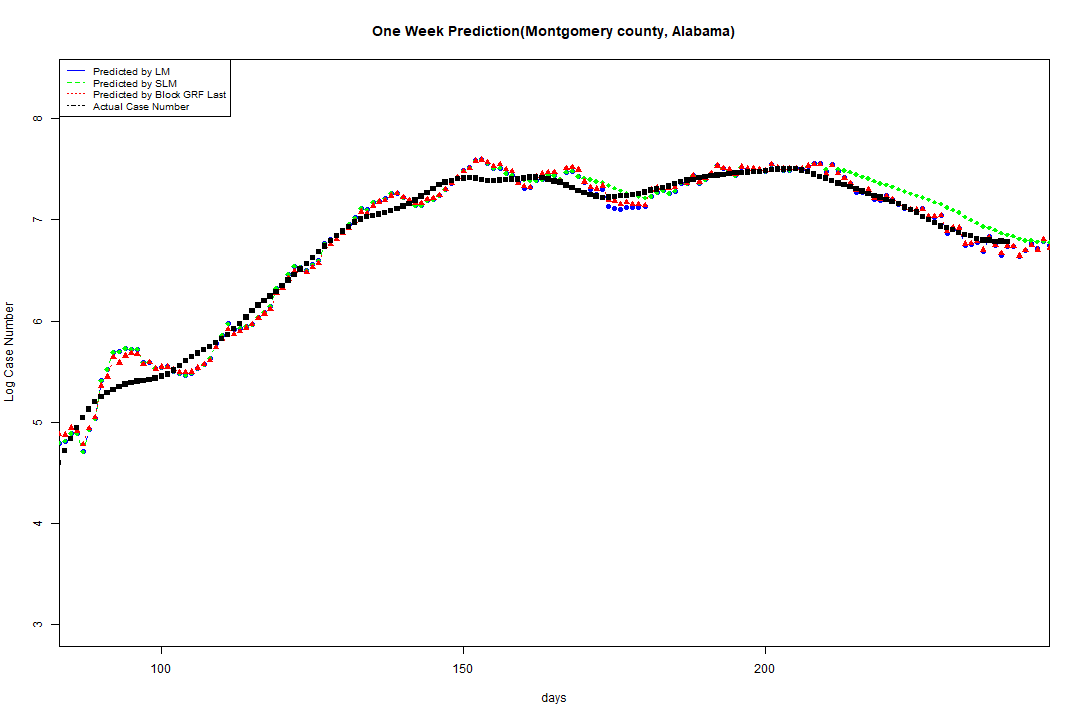 One Week Prediction(Montgomery county, Alabama)
Predicted by LM
Predicted by SLM
Predicted by Block GRF Last
Actual Case Number
8
7
6
5
4
3
Log Case Number
100 150 200
days